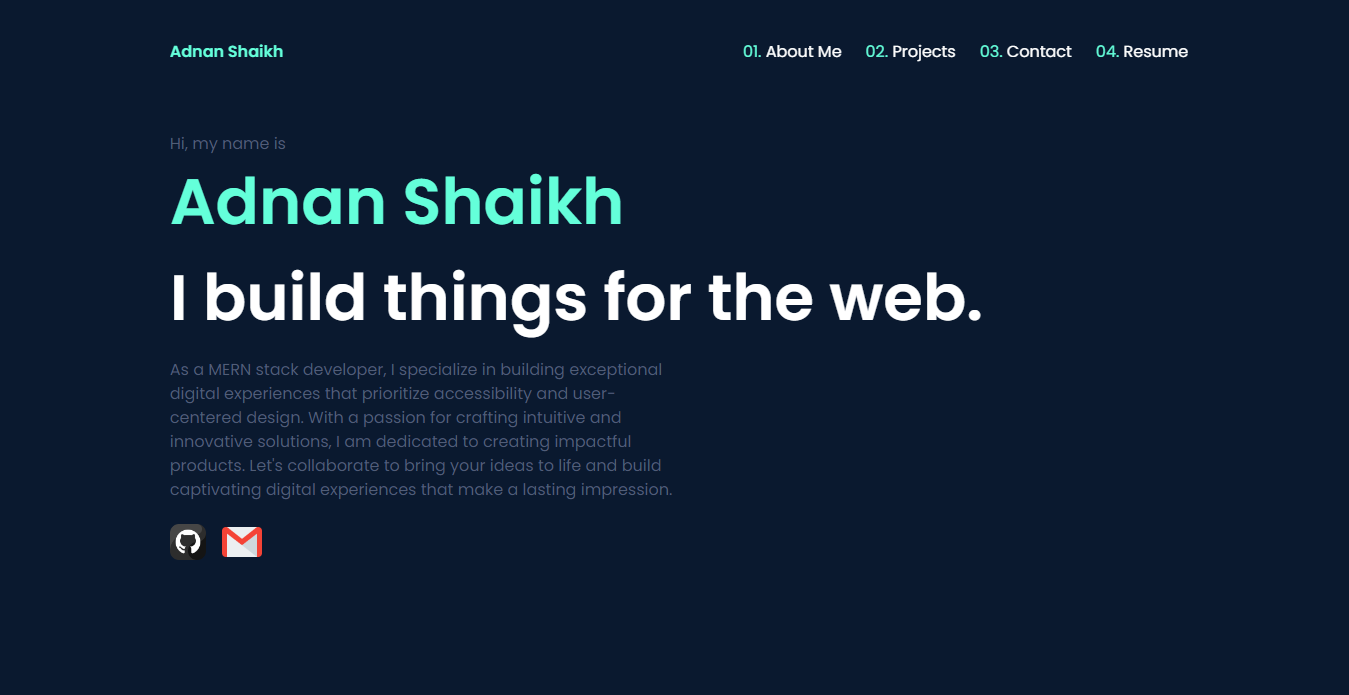 Adnan Shaikh
01. About Me 02. Projects 03. Contact 04. Resume
Hi, my name is
Adnan Shaikh
I build things for the web.
As a MERN stack developer, I specialize in building exceptional
digital experiences that prioritize accessibility and user-
centered design. With a passion for crafting intuitive and
innovative solutions, I am dedicated to creating impactful
products. Let's collaborate to bring your ideas to life and build
captivating digital experiences that make a lasting impression.